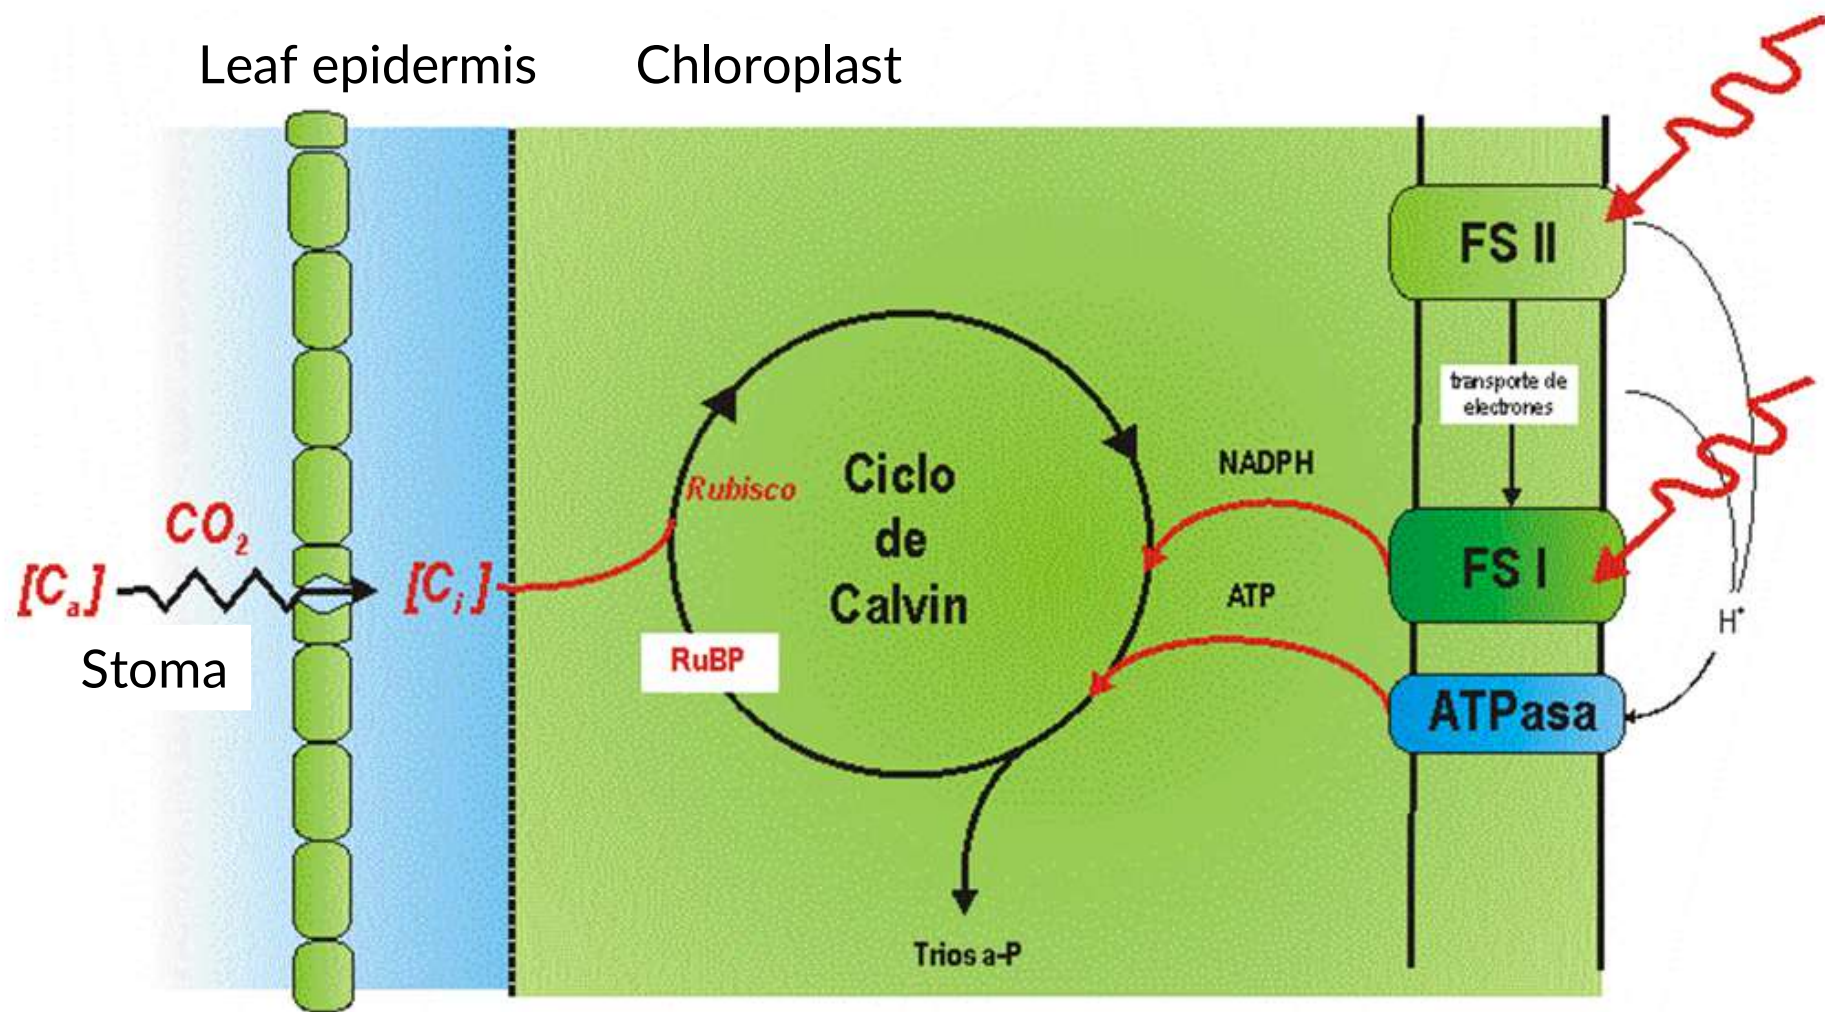 Leaf epidermis
Chloroplast
FS II
transporte de
electrones
CO2
[Ca]
[Ci]
Stoma
Rubisco
RuBP
Ciclo
de
Calvin
NADPH
ATP
FS I
H+
ATPasa
Triosa-P